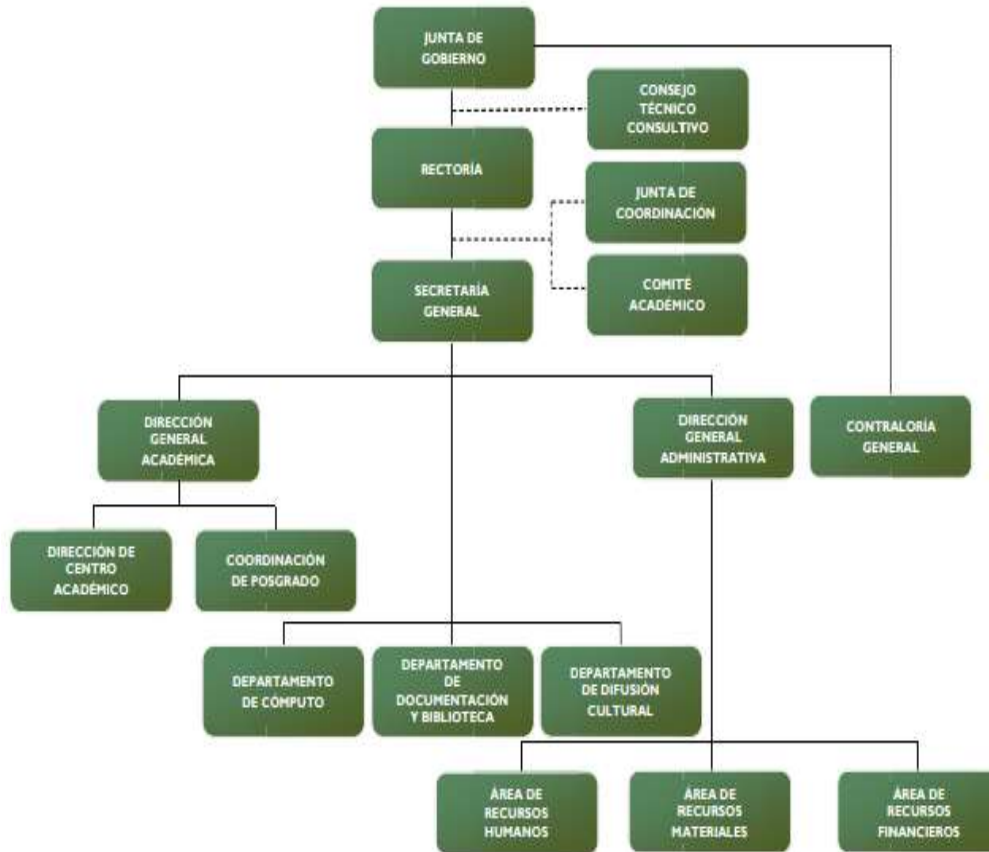 JUNTA DE
GOBIERNO
CONSEJO
TÉCNICO
CONSULTIVO
RECTORÍA
JUNTA DE
COORDINACIÓN
SECRETARÍA
GENERAL
COMITÉ
ACADÉMICO
DIRECCIÓN
GENERAL
ACADÉMICA
DIRECCIÓN
GENERAL
ADMINISTRATIVA
CONTRALORÍA
GENERAL
DIRECCIÓN DE
CENTRO
ACADÉMICO
COORDINACIÓN
DE POSGRADO
DEPARTAMENTO
DE CÓMPUTO
DEPARTAMENTO
DE
DOCUMENTACIÓN
Y BIBLIOTECA
DEPARTAMENTO
DE DIFUSIÓN
CULTURAL
ÁREA DE
RECURSOS
HUMANOS
ÁREA DE
RECURSOS
MATERIALES
ÁREA DE
RECURSOS
FINANCIEROS